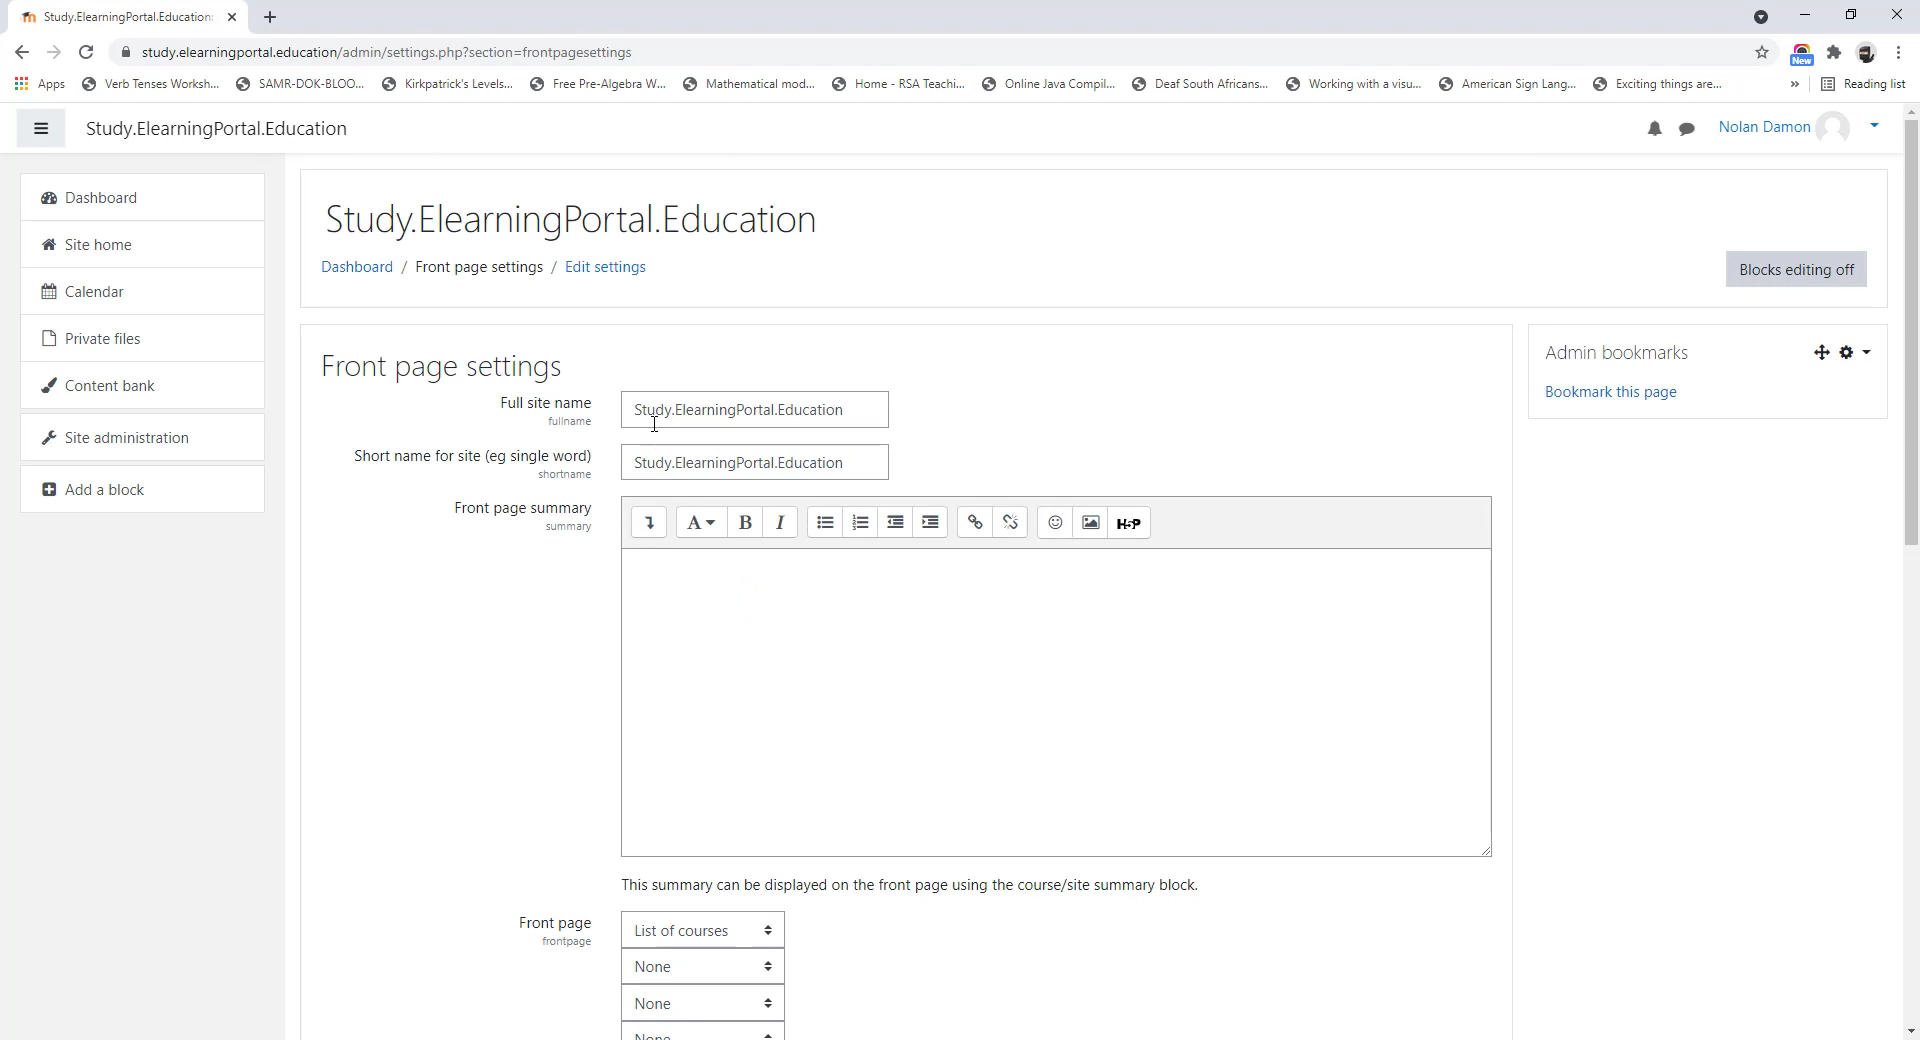 Study.ElearningPortal.Education:
study.elearningportal.education/admin/settings.php?section=frontpagesettings
New
Apps
Verb Tenses Worksh...
SAMR-DOK-BLOO...
Kirkpatrick's Levels...
Free Pre-Algebra W...
Mathematical mod...
Home - RSA Teachi...
Online Java Compil...
Deaf South Africans...
Working with a visu...
American Sign Lang...
Exciting things are...
»
Reading list
Study.ElearningPortal.Education
Nolan Damon
Dashboard
Site home
Calendar
Private files
Content bank
Site administration
Add a block
Study.ElearningPortal.Education
Dashboard / Front page settings / Edit settings
Blocks editing off
Front page settings
Full site name
fullname
Study.ElearningPortal.Education
Short name for site (eg single word)
shortname
Study.ElearningPortal.Education
Front page summary
summary
A B I
H5P
This summary can be displayed on the front page using the course/site summary block.
Front page
frontpage
List of courses
None
None
None
Admin bookmarks
Bookmark this page